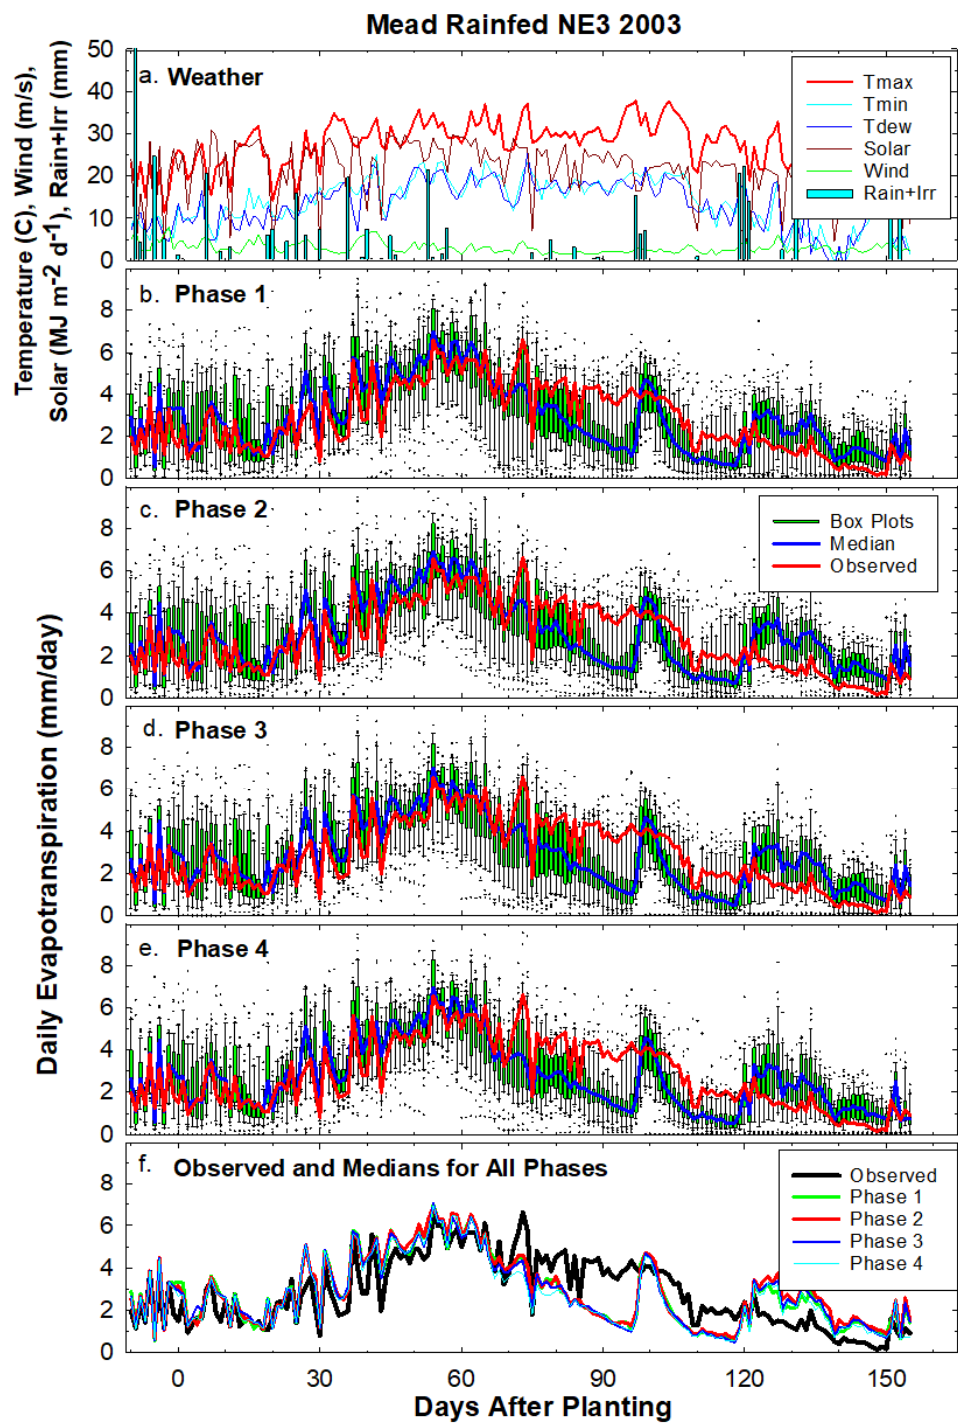 Mead Rainfed NE3 2003
Temperature (C), Wind (m/s),
Solar (MJ m-2 d-1), Rain+Irr (mm)
50
40
30
20
10
0
a. Weather
Tmax
Tmin
Tdew
Solar
Wind
Rain+Irr
Daily Evapotranspiration (mm/day)
8
6
4
2
0
b. Phase 1
8
6
4
2
0
c. Phase 2
Box Plots
Median
Observed
8
6
4
2
0
d. Phase 3
8
6
4
2
0
e. Phase 4
8
6
4
2
0
f. Observed and Medians for All Phases
Observed
Phase 1
Phase 2
Phase 3
Phase 4
0 30 60 90 120 150
Days After Planting